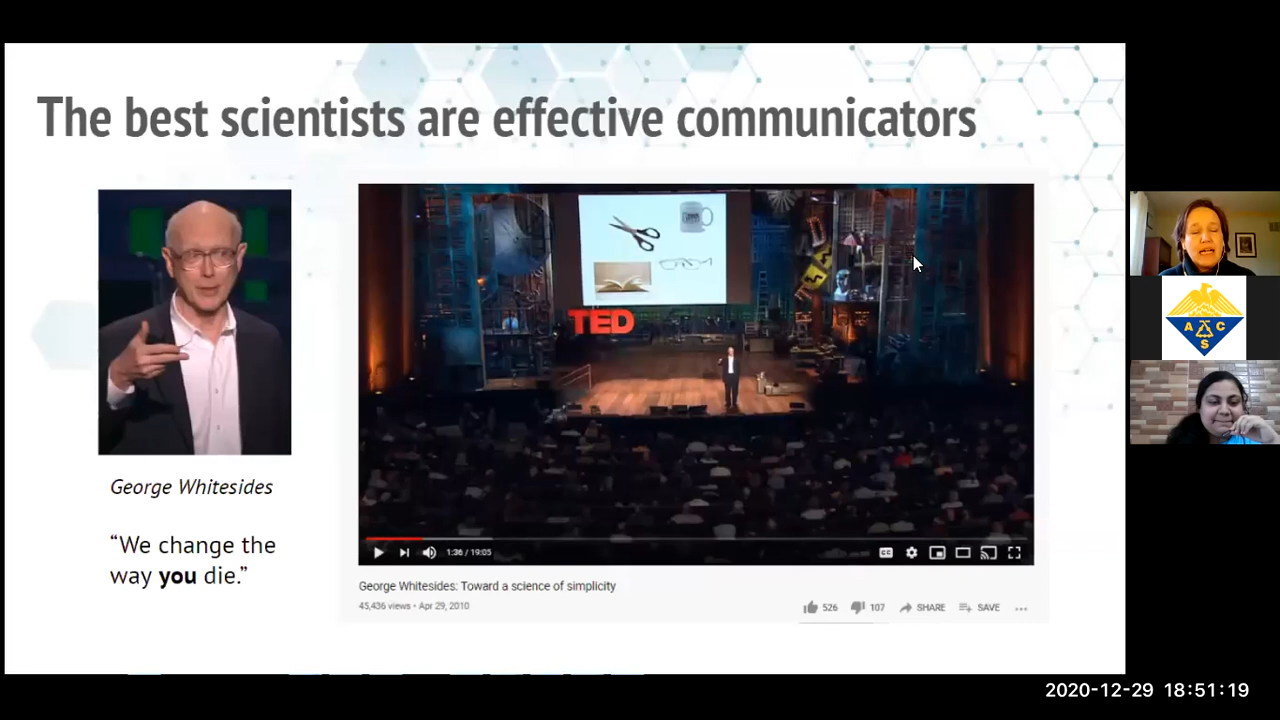 The best scientists are effective communicators
TED
George Whitesides
“We change the
way you die.”
1:36 / 19:05
CC
George Whitesides: Toward a science of simplicity
45,436 views • Apr 29, 2010
526
107
SHARE
SAVE
A C
S
2020-12-29 18:51:19